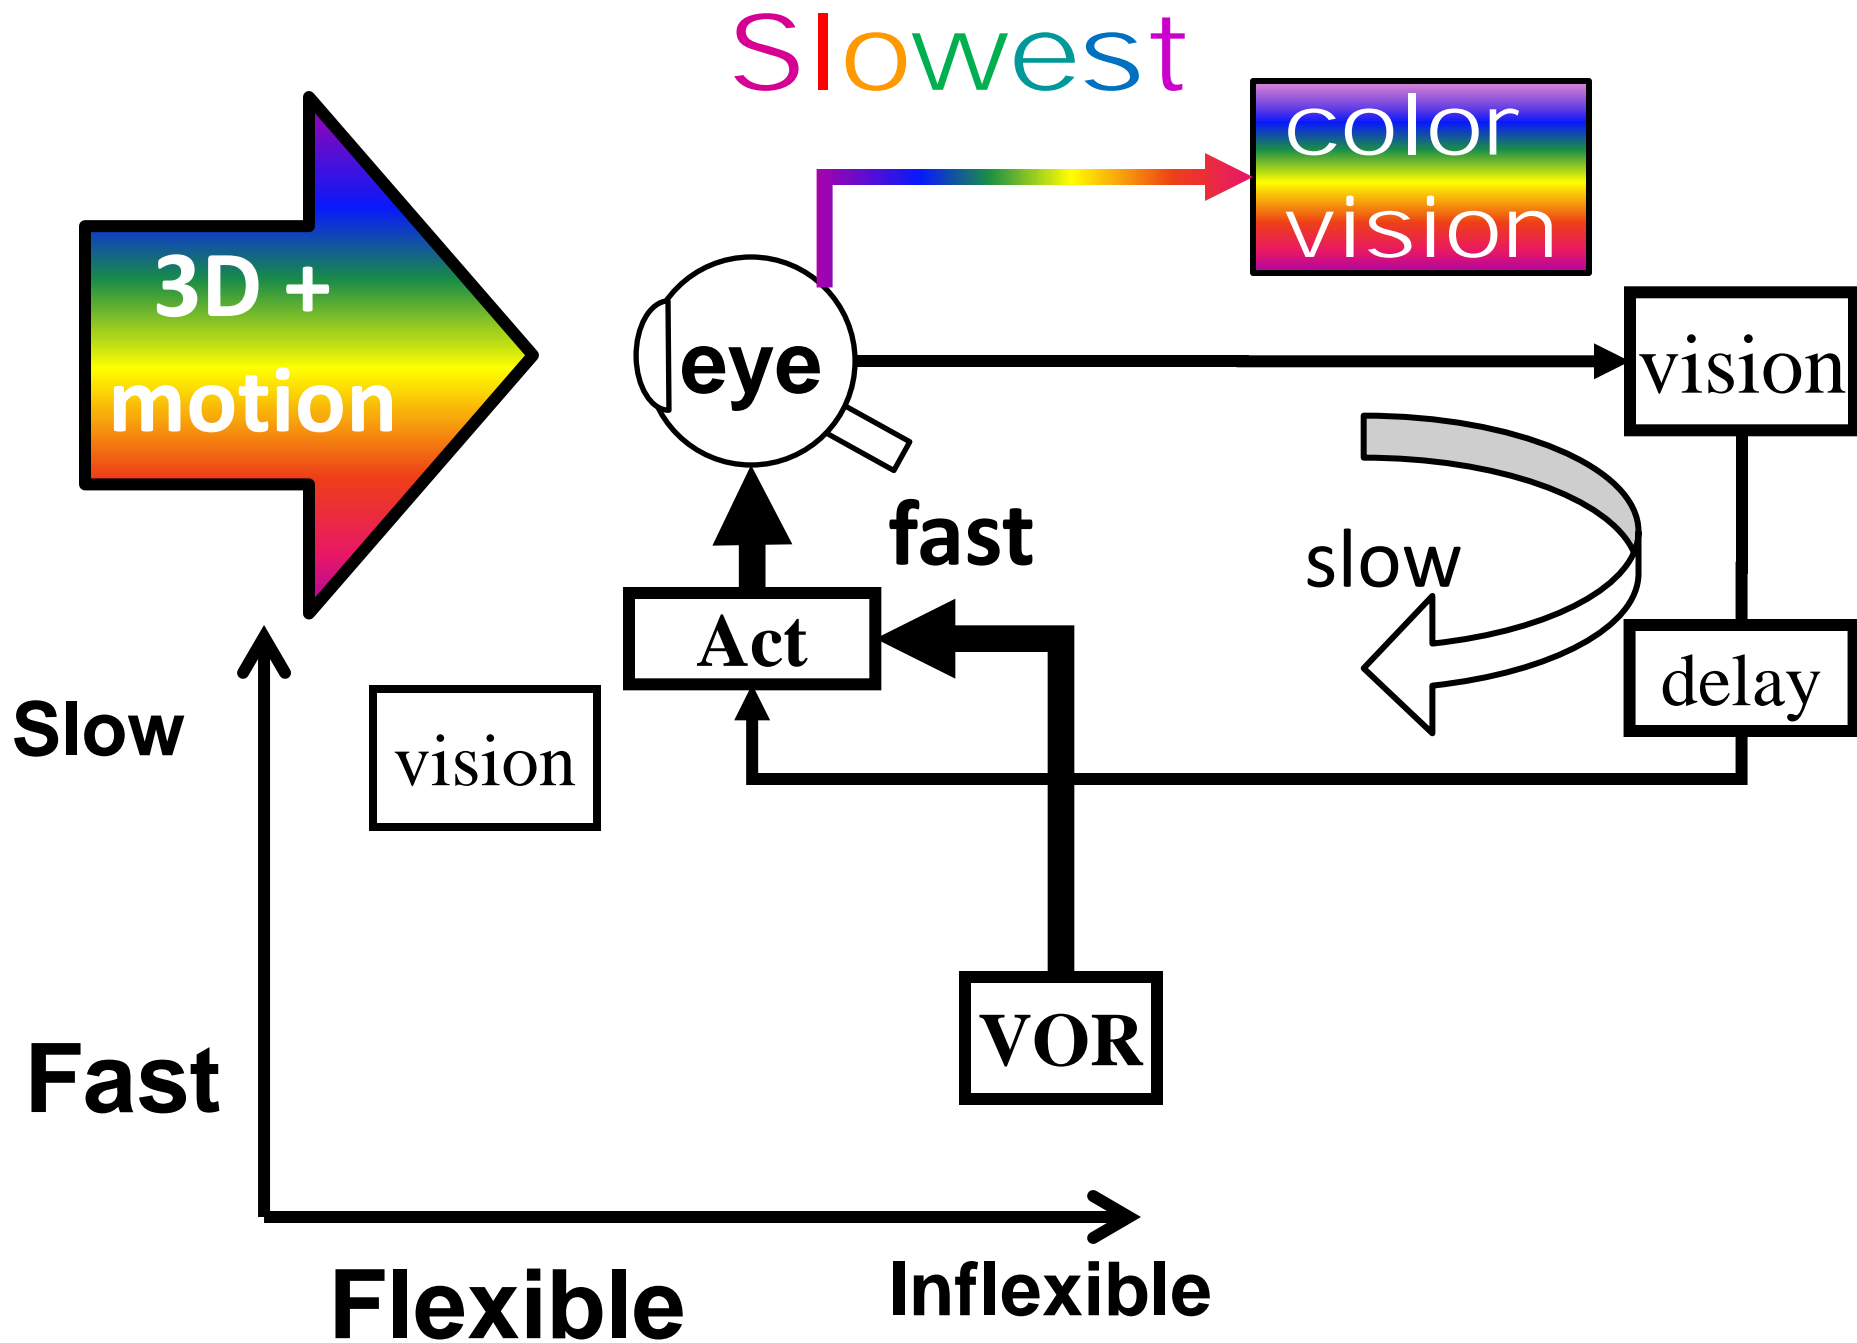 Slowest
color
vision
3D +
motion
eye
vision
fast
slow
Act
delay
Slow
vision
VOR
Fast
Flexible
Inflexible